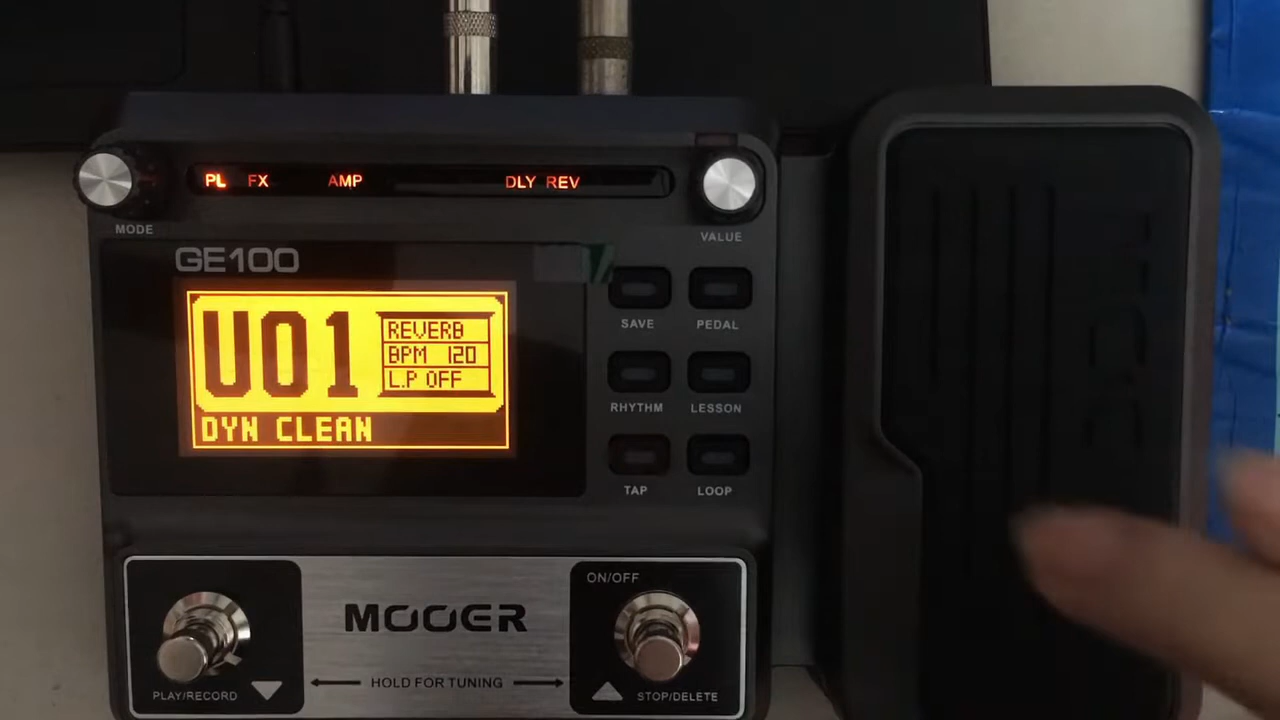 PL FX AMP DLY REV
MODE
VALUE
GE100
U01
REVERB
BPM 120
L.P OFF
DYN CLEAN
SAVE PEDAL
RHYTHM LESSON
TAP LOOP
ON/OFF
MOOER
HOLD FOR TUNING
PLAY/RECORD
STOP/DELETE